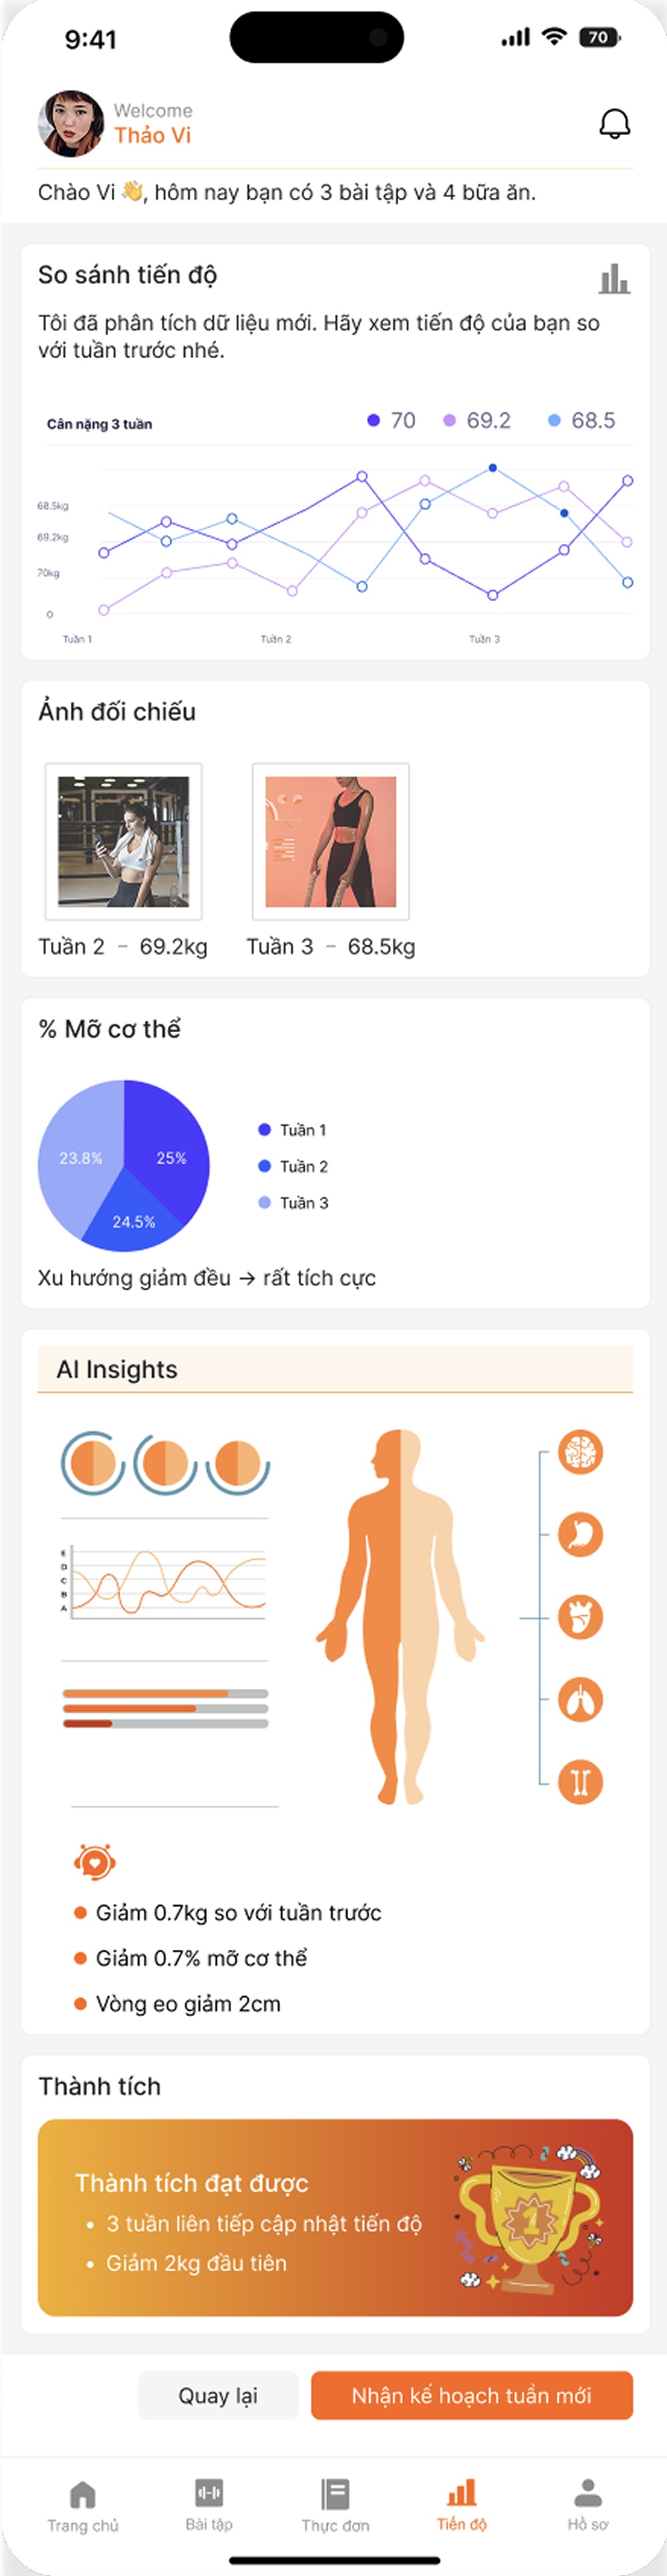 9:41
70
Welcome
Thảo Vi
Chào Vi 👋, hôm nay bạn có 3 bài tập và 4 bữa ăn.
So sánh tiến độ
Tôi đã phân tích dữ liệu mới. Hãy xem tiến độ của bạn so
với tuần trước nhé.
Cân nặng 3 tuần
70 69.2 68.5
68.5kg
69.2kg
70kg
0
Tuần 1 Tuần 2 Tuần 3
Ảnh đối chiếu
Tuần 2 – 69.2kg
Tuần 3 – 68.5kg
% Mỡ cơ thể
23.8%
25%
24.5%
Tuần 1
Tuần 2
Tuần 3
Xu hướng giảm đều → rất tích cực
AI Insights
E
D
C
B
A
Giảm 0.7kg so với tuần trước
Giảm 0.7% mỡ cơ thể
Vòng eo giảm 2cm
Thành tích
Thành tích đạt được
• 3 tuần liên tiếp cập nhật tiến độ
• Giảm 2kg đầu tiên
1
Quay lại
Nhận kế hoạch tuần mới
Trang chủ Bài tập Thực đơn Tiến độ Hồ sơ